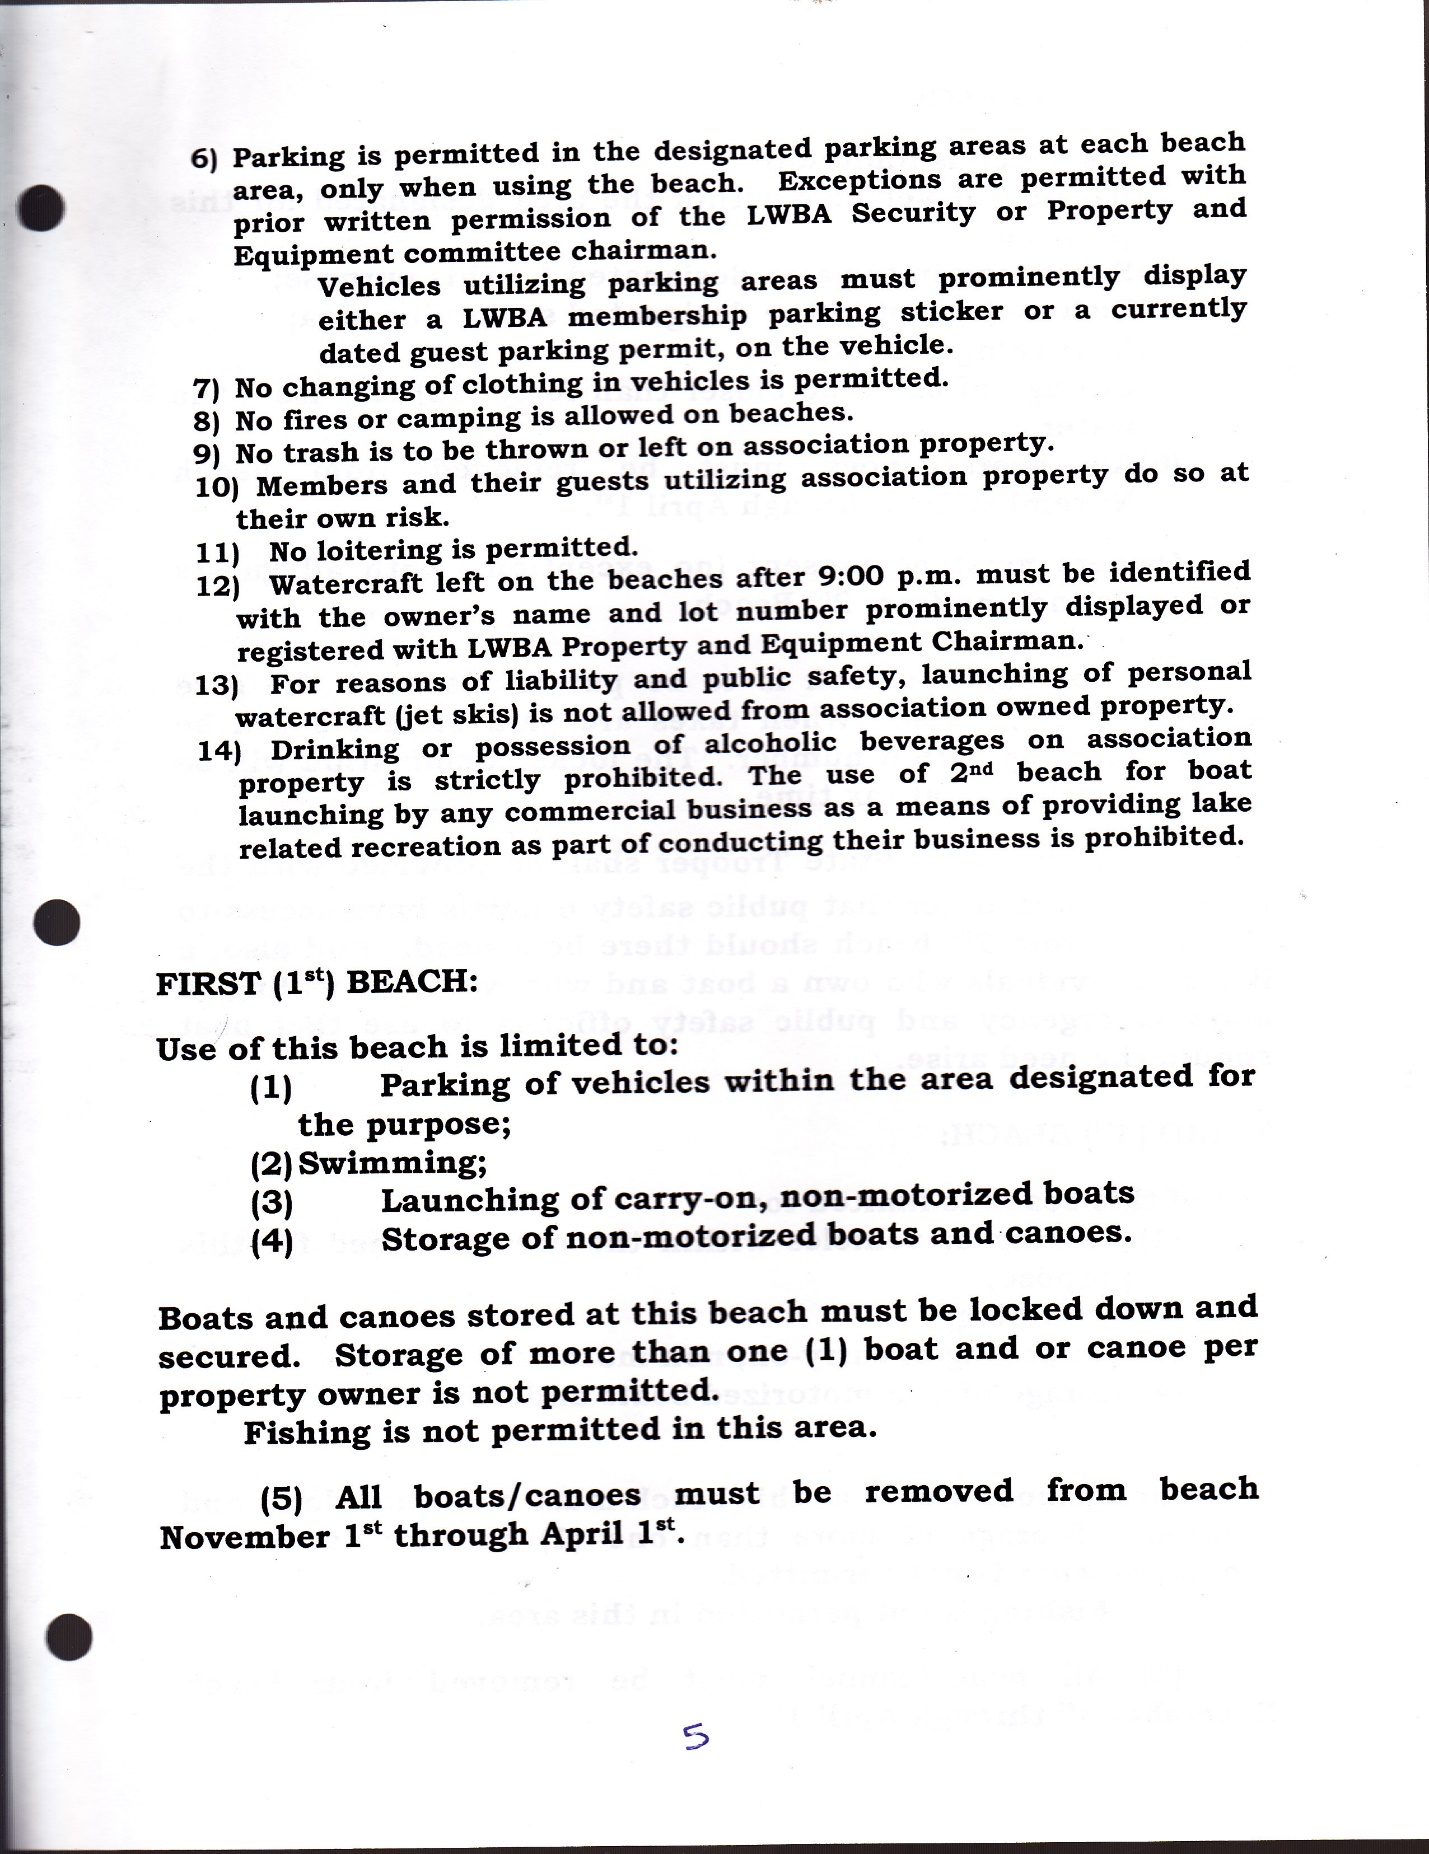 6) Parking is permitted in the designated parking areas at each beach
area, only when using the beach. Exceptions are permitted with
prior written permission of the LWBA Security or Property and
Equipment committee chairman.
Vehicles utilizing parking areas must prominently display
either a LWBA membership parking sticker or a currently
dated guest parking permit, on the vehicle.
7) No changing of clothing in vehicles is permitted.
8) No fires or camping is allowed on beaches.
9) No trash is to be thrown or left on association property.
10) Members and their guests utilizing association property do so at
their own risk.
11) No loitering is permitted.
12) Watercraft left on the beaches after 9:00 p.m. must be identified
with the owner's name and lot number prominently displayed or
registered with LWBA Property and Equipment Chairman.
13) For reasons of liability and public safety, launching of personal
watercraft (jet skis) is not allowed from association owned property.
14) Drinking or possession of alcoholic beverages on association
property is strictly prohibited. The use of 2nd beach for boat
launching by any commercial business as a means of providing lake
related recreation as part of conducting their business is prohibited.
FIRST (1st) BEACH:
Use of this beach is limited to:
(1) Parking of vehicles within the area designated for
the purpose;
(2) Swimming;
(3) Launching of carry-on, non-motorized boats
(4) Storage of non-motorized boats and canoes.
Boats and canoes stored at this beach must be locked down and
secured. Storage of more than one (1) boat and or canoe per
property owner is not permitted.
Fishing is not permitted in this area.
(5) All boats/canoes must be removed from beach
November 1st through April 1st.
5